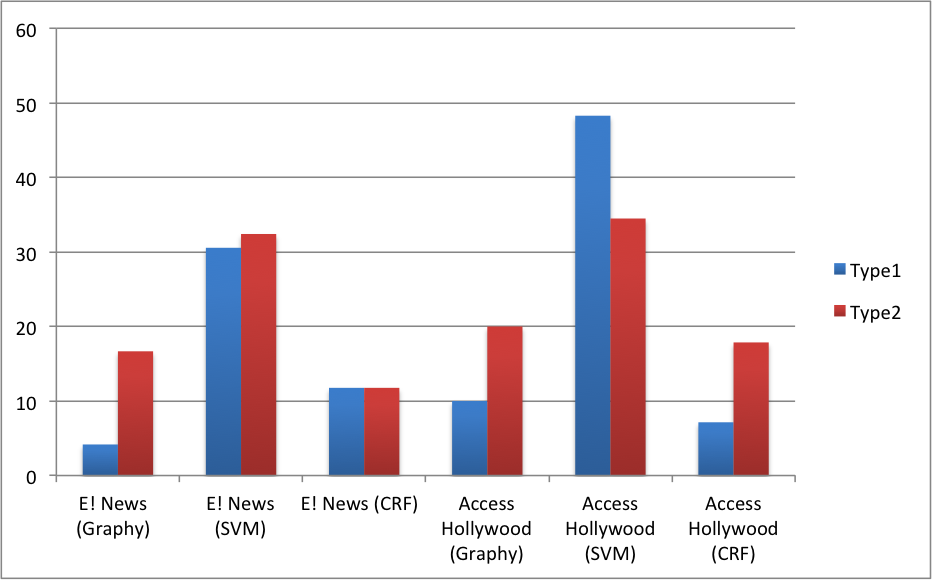 60
50
40
30
20
10
0
E! News
(Graphy)
E! News
(SVM)
E! News (CRF)
Access
Hollywood
(Graphy)
Access
Hollywood
(SVM)
Access
Hollywood
(CRF)
Type1
Type2